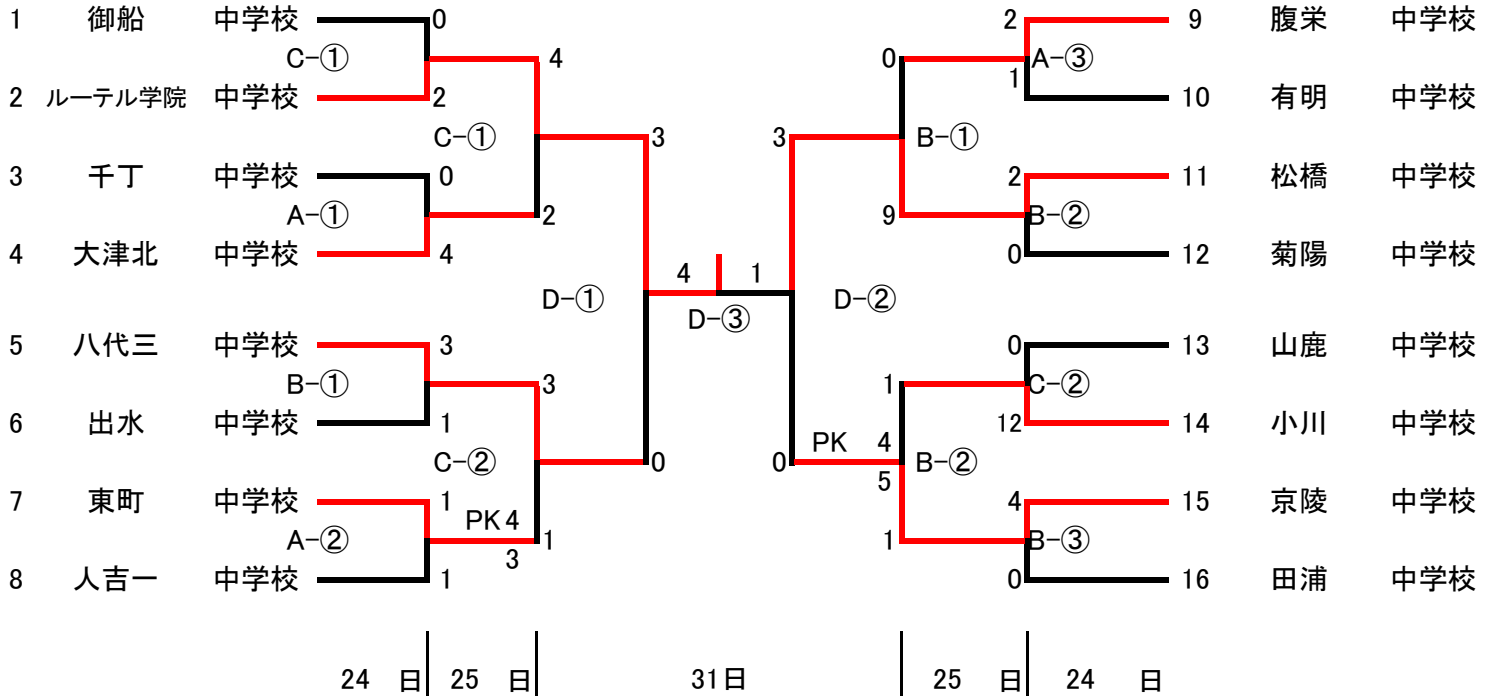 1 御船 中学校 0 2 9 腹栄 中学校
C-① 4 0 A-③
1
2 ルーテル学院 中学校 2 10 有明 中学校
C-① 3 3 B-①
3 千丁 中学校 0 2 11 松橋 中学校
A-① 2 9 B-②
4 大津北 中学校 4 0 12 菊陽 中学校
4 1
D-① D-②
D-③
5 八代三 中学校 3 0 13 山鹿 中学校
B-① 3 1 C-②
6 出水 中学校 1 12 14 小川 中学校
PK 4
C-② 0 0 B-②
5
7 東町 中学校 1 4 15 京陵 中学校
PK 4
A-② 1 1 B-③
3
8 人吉一 中学校 1 0 16 田浦 中学校
24 日 25 日 31日 25 日 24 日